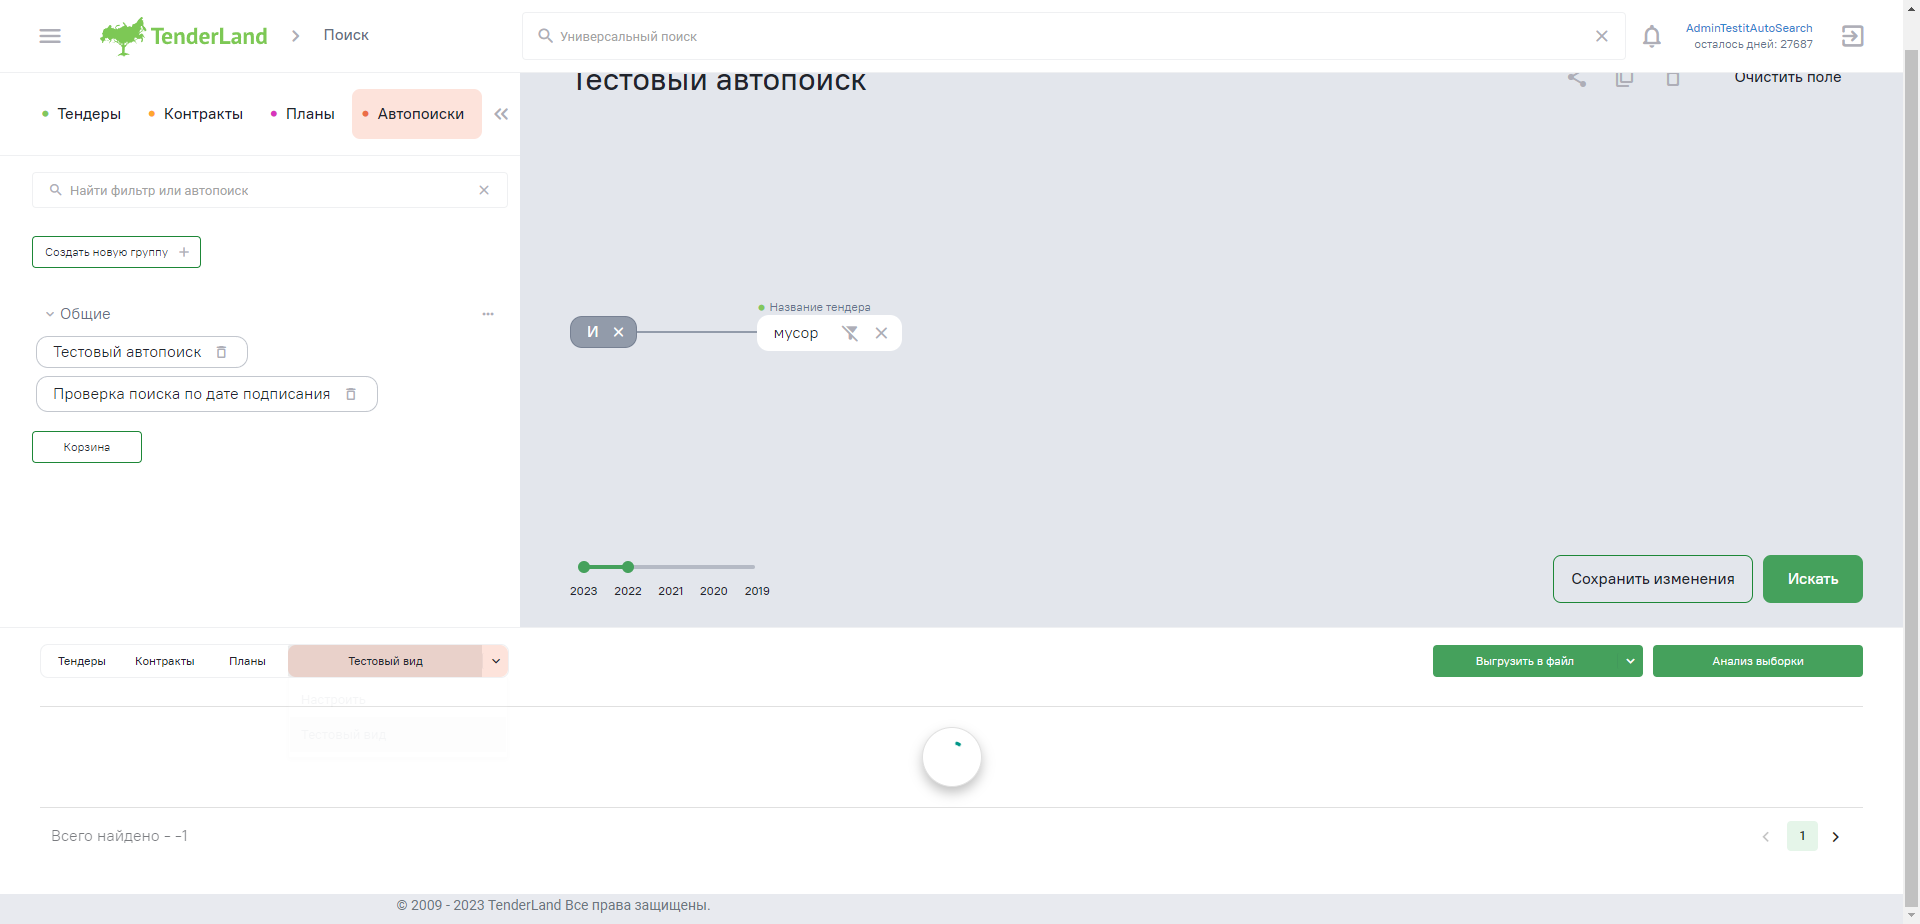 TenderLand
Поиск
Универсальный поиск
AdminTestitAutoSearch
осталось дней: 27687
Тендеры
Контракты
Планы
Автопоиски
Тестовый автопоиск
Очистить поле
Найти фильтр или автопоиск
Создать новую группу
Общие
Тестовый автопоиск
Проверка поиска по дате подписания
Корзина
Название тендера
И
мусор
2023 2022 2021 2020 2019
Сохранить изменения
Искать
Тендеры
Контракты
Планы
Тестовый вид
Выгрузить в файл
Анализ выборки
Настроить
Тестовый вид
Всего найдено - -1
1
© 2009 - 2023 TenderLand Все права защищены.